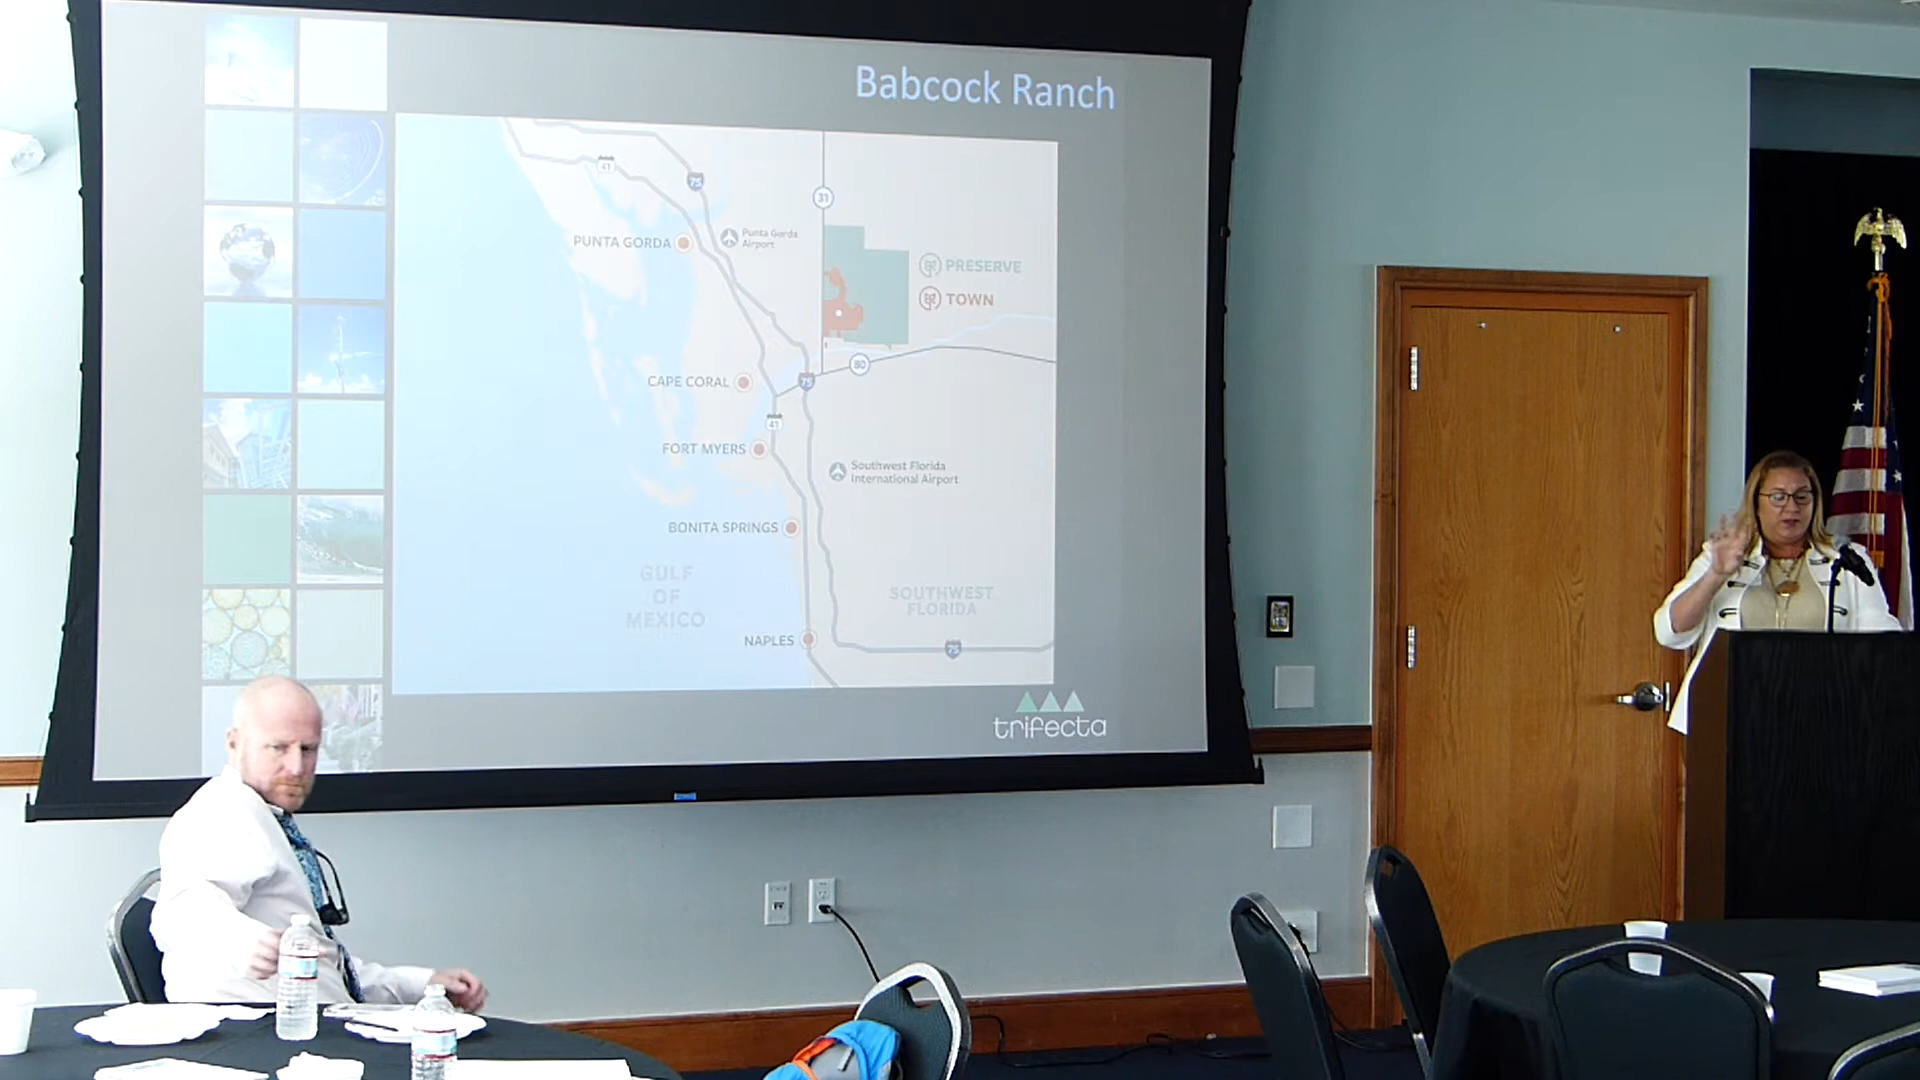 Babcock Ranch
41
75
31
PUNTA GORDA
Punta Gorda
Airport
PRESERVE
TOWN
80
CAPE CORAL
75
41
FORT MYERS
Southwest Florida
International Airport
BONITA SPRINGS
GULF
OF
MEXICO
SOUTHWEST
FLORIDA
NAPLES
75
trifecta